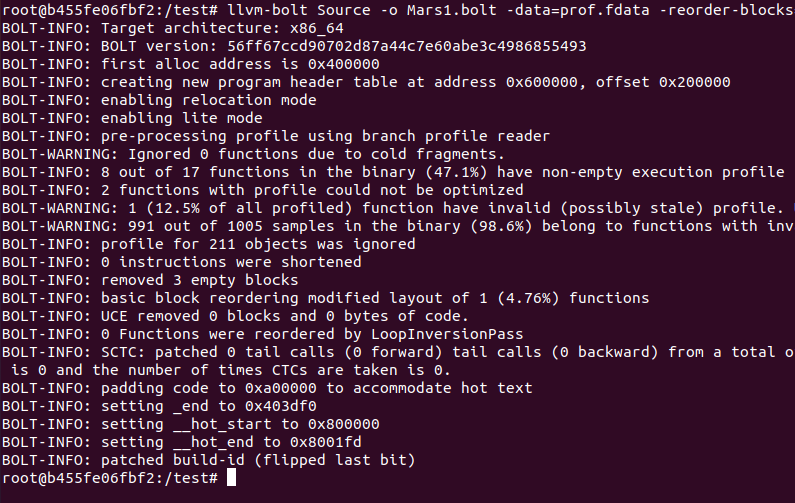 root@b455fe06fbf2:/test# llvm-bolt Source -o Mars1.bolt -data=prof.fdata -reorder-blocks
BOLT-INFO: Target architecture: x86_64
BOLT-INFO: BOLT version: 56ff67ccd90702d87a44c7e60abe3c4986855493
BOLT-INFO: first alloc address is 0x400000
BOLT-INFO: creating new program header table at address 0x600000, offset 0x200000
BOLT-INFO: enabling relocation mode
BOLT-INFO: enabling lite mode
BOLT-INFO: pre-processing profile using branch profile reader
BOLT-WARNING: Ignored 0 functions due to cold fragments.
BOLT-INFO: 8 out of 17 functions in the binary (47.1%) have non-empty execution profile
BOLT-INFO: 2 functions with profile could not be optimized
BOLT-WARNING: 1 (12.5% of all profiled) function have invalid (possibly stale) profile.
BOLT-WARNING: 991 out of 1005 samples in the binary (98.6%) belong to functions with inv
BOLT-INFO: profile for 211 objects was ignored
BOLT-INFO: 0 instructions were shortened
BOLT-INFO: removed 3 empty blocks
BOLT-INFO: basic block reordering modified layout of 1 (4.76%) functions
BOLT-INFO: UCE removed 0 blocks and 0 bytes of code.
BOLT-INFO: 0 Functions were reordered by LoopInversionPass
BOLT-INFO: SCTC: patched 0 tail calls (0 forward) tail calls (0 backward) from a total o
is 0 and the number of times CTCs are taken is 0.
BOLT-INFO: padding code to 0xa00000 to accommodate hot text
BOLT-INFO: setting _end to 0x403df0
BOLT-INFO: setting __hot_start to 0x800000
BOLT-INFO: setting __hot_end to 0x8001fd
BOLT-INFO: patched build-id (flipped last bit)
root@b455fe06fbf2:/test#